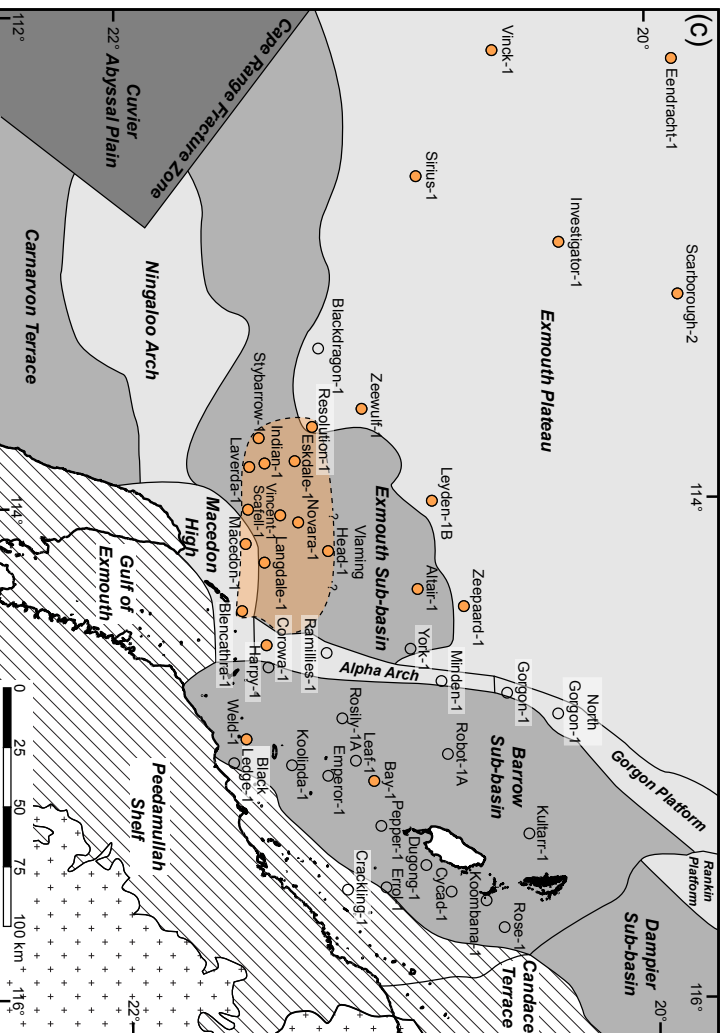 (c)
20°
22°
112°
114°
116°
20°
22°
114°
116°
Eendracht-1
Vinck-1
Sirius-1
Investigator-1
Scarborough-2
Exmouth Plateau
Cape Range Fracture Zone
Cuvier
Abyssal Plain
Carnarvon Terrace
Ningaloo Arch
Blackdragon-1
Zeewulf-1
Resolution-1
Stybarrow-1
Eskdale-1
Indian-1
Laverda-1
Leyden-1B
Exmouth Sub-basin
?
Vlaming
Head-1
?
Novara-1
Vincent-1
Scafell-1
Langdale-1
Macedon-1
Macedon
High
Altair-1
Zeepaard-1
Gulf of
Exmouth
York-1
Ramillies-1
Corowa-1
Harpy-1
Blencathra-1
Alpha Arch
Minden-1
Gorgon-1
North
Gorgon-1
Gorgon Platform
Rankin
Platform
Barrow
Sub-basin
Robot-1A
Rosily-1A
Leaf-1
Bay-1
Emperor-1
Koolinda-1
Weld-1
Black
Ledge-1
Kultarr-1
Pepper-1
Dugong-1
Errol-1
Cycad-1
Koombana-1
Rose-1
Crackling-1
Dampier
Sub-basin
Candace
Terrace
Peedamullah
Shelf
0
25
50
75
100 km